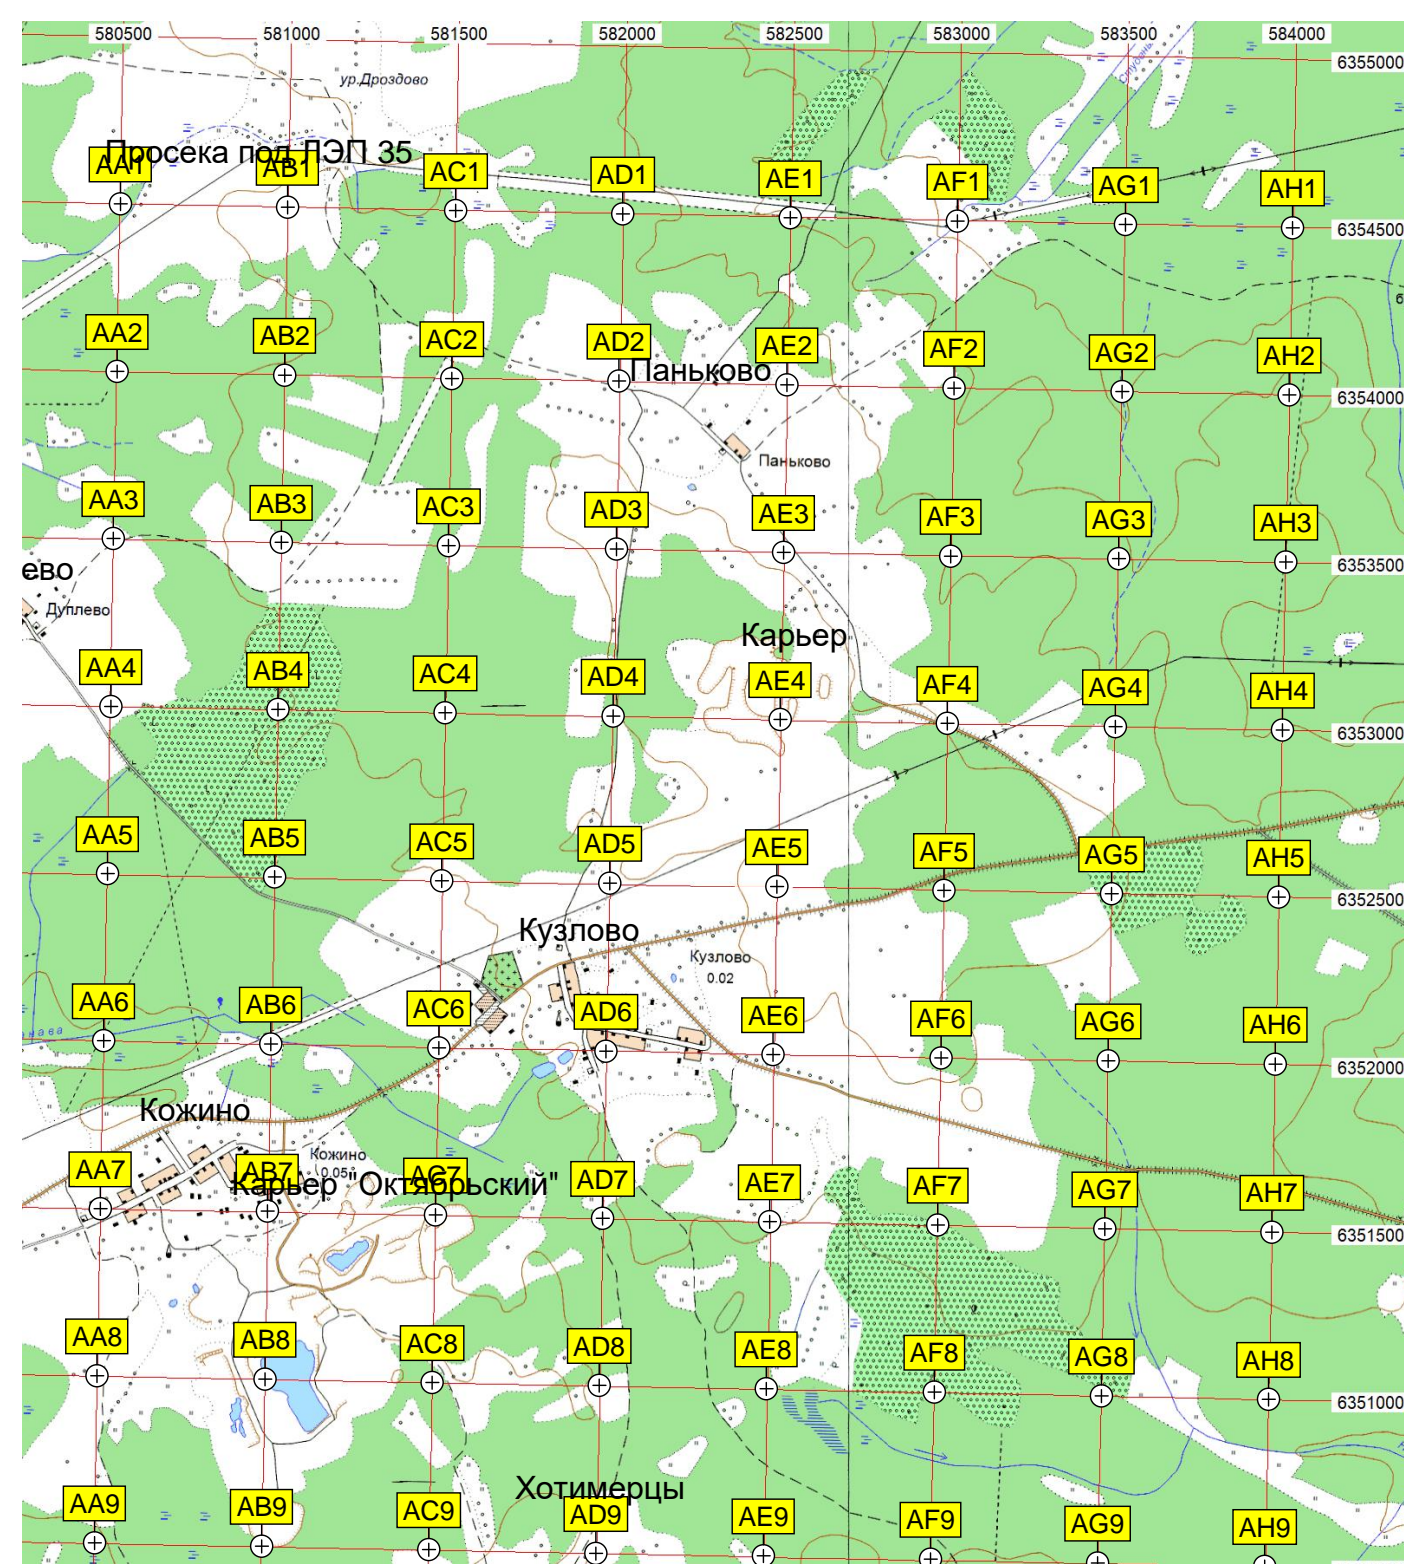 580500 581000 581500 582000 582500 583000 583500 584000
6355000
ур.Дроздово
Просека под ЛЭП 35
AA1 AB1 AC1 AD1 AE1 AF1 AG1 AH1
6354500
б
AA2 AB2 AC2 AD2 AE2 AF2 AG2 AH2
Паньково
6354000
Паньково
AA3 AB3 AC3 AD3 AE3 AF3 AG3 AH3
6353500
ево
Дуплево
Карьер
AA4 AB4 AC4 AD4 AE4 AF4 AG4 AH4
6353000
AA5 AB5 AC5 AD5 AE5 AF5 AG5 AH5
6352500
Кузлово
Кузлово
0.02
AA6 AB6 AC6 AD6 AE6 AF6 AG6 AH6
нава
6352000
Кожино
Кожино
0.05
AA7 AB7 AC7 AD7 AE7 AF7 AG7 AH7
Карьер "Октябрьский"
6351500
AA8 AB8 AC8 AD8 AE8 AF8 AG8 AH8
6351000
Хотимерцы
AA9 AB9 AC9 AD9 AE9 AF9 AG9 AH9